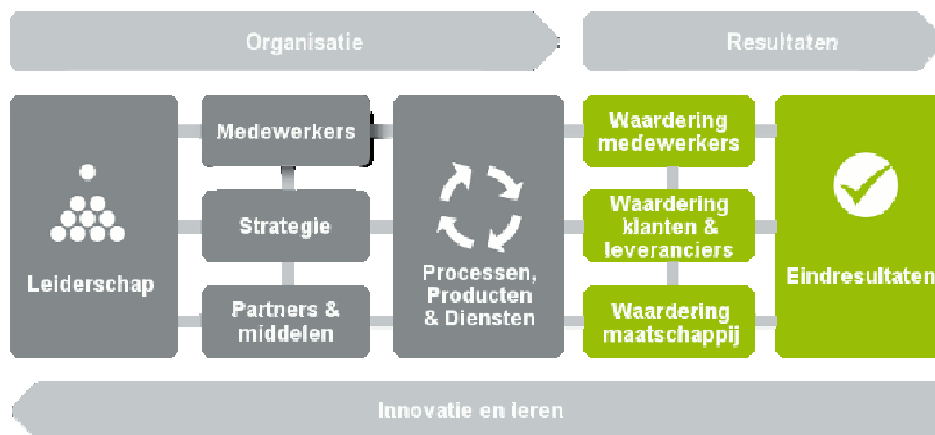 Organisatie
Resultaten
Leiderschap
Medewerkers
Strategie
Partners &
middelen
Processen,
Producten
& Diensten
Waardering
medewerkers
Waardering
klanten &
leveranciers
Waardering
maatschappij
Eindresultaten
Innovatie en leren